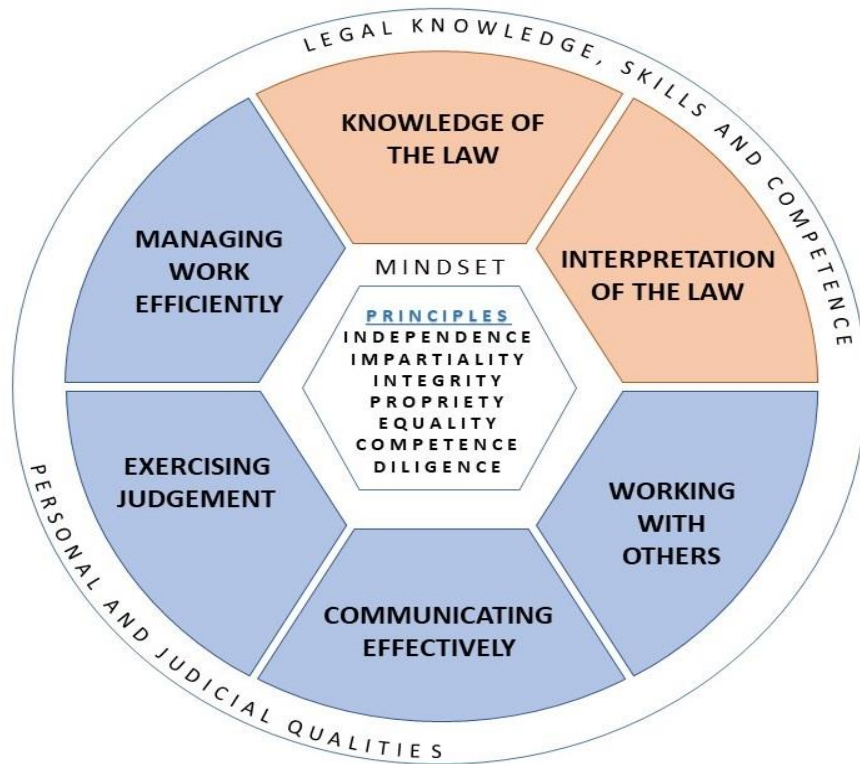 LEGAL KNOWLEDGE, SKILLS AND COMPETENCE
KNOWLEDGE OF
THE LAW
MANAGING
WORK
EFFICIENTLY
INTERPRETATION
OF THE LAW
MINDSET
PRINCIPLES
INDEPENDENCE
IMPARTIALITY
INTEGRITY
PROPRIETY
EQUALITY
COMPETENCE
DILIGENCE
EXERCISING
JUDGEMENT
WORKING
WITH
OTHERS
COMMUNICATING
EFFECTIVELY
PERSONAL AND JUDICIAL QUALITIES